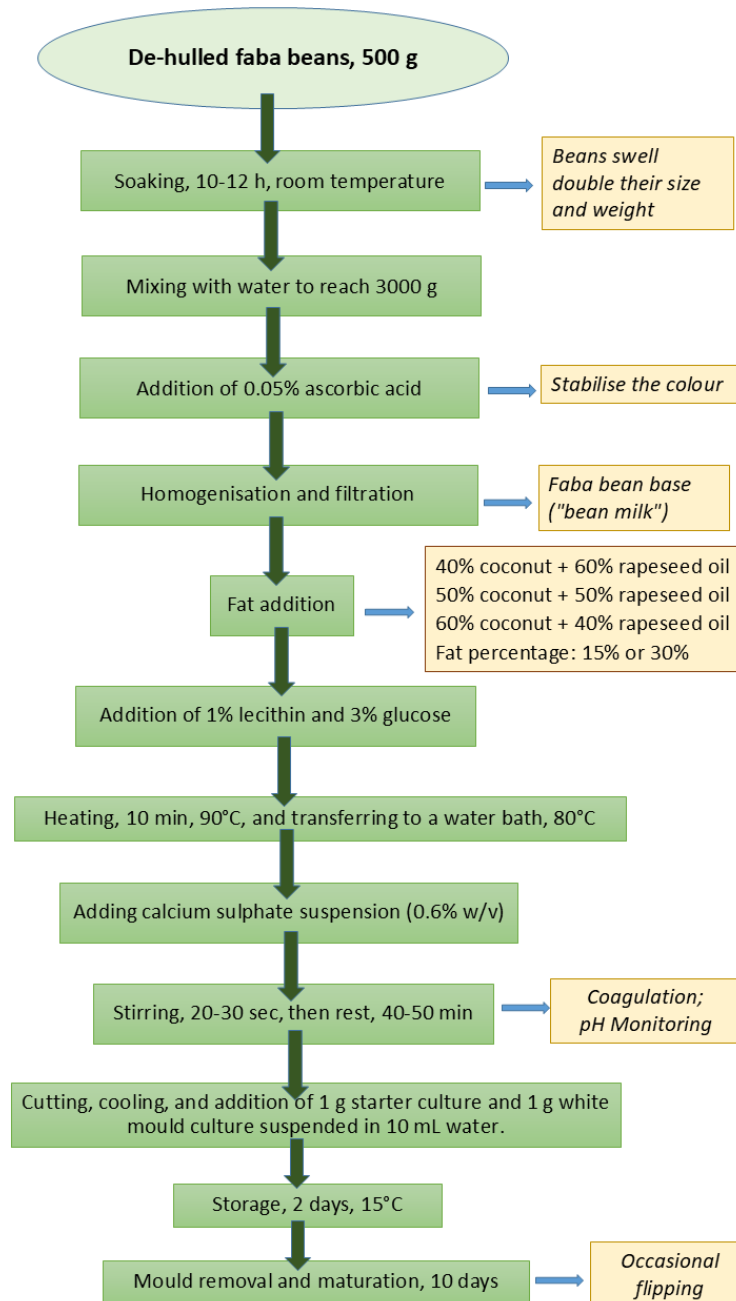 De-hulled faba beans, 500 g
Soaking, 10-12 h, room temperature
Beans swell
double their size
and weight
Mixing with water to reach 3000 g
Addition of 0.05% ascorbic acid
Stabilise the colour
Homogenisation and filtration
Faba bean base
("bean milk")
Fat addition
40% coconut + 60% rapeseed oil
50% coconut + 50% rapeseed oil
60% coconut + 40% rapeseed oil
Fat percentage: 15% or 30%
Addition of 1% lecithin and 3% glucose
Heating, 10 min, 90°C, and transferring to a water bath, 80°C
Adding calcium sulphate suspension (0.6% w/v)
Stirring, 20-30 sec, then rest, 40-50 min
Coagulation;
pH Monitoring
Cutting, cooling, and addition of 1 g starter culture and 1 g white
mould culture suspended in 10 mL water.
Storage, 2 days, 15°C
Mould removal and maturation, 10 days
Occasional
flipping